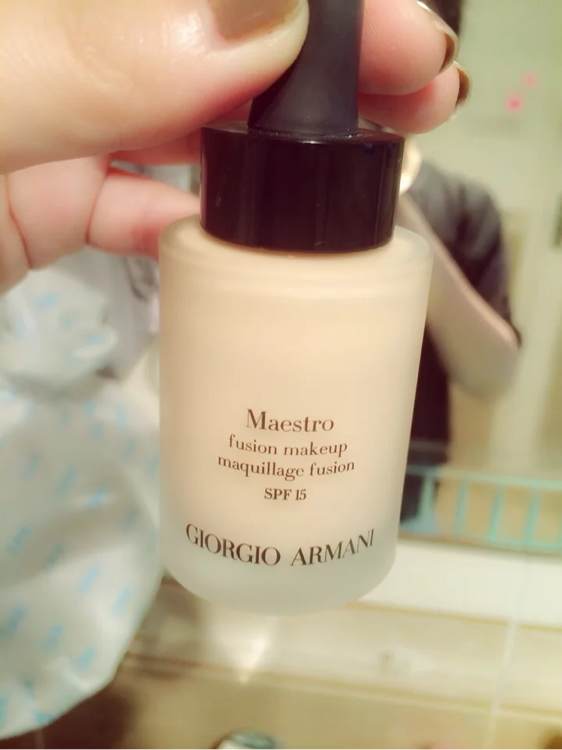 Maestro
fusion makeup
maquillage fusion
SPF 15
GIORGIO ARMANI